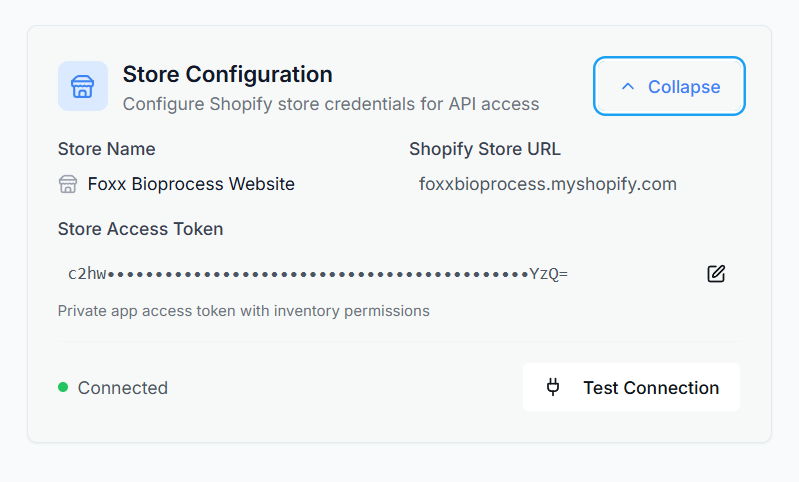 Store Configuration
Configure Shopify store credentials for API access
Collapse
Store Name
Shopify Store URL
Foxx Bioprocess Website
foxxbioprocess.myshopify.com
Store Access Token
c2hw••••••••••••••••••••••••••••••••••••••••••••YzQ=
Private app access token with inventory permissions
Connected
Test Connection